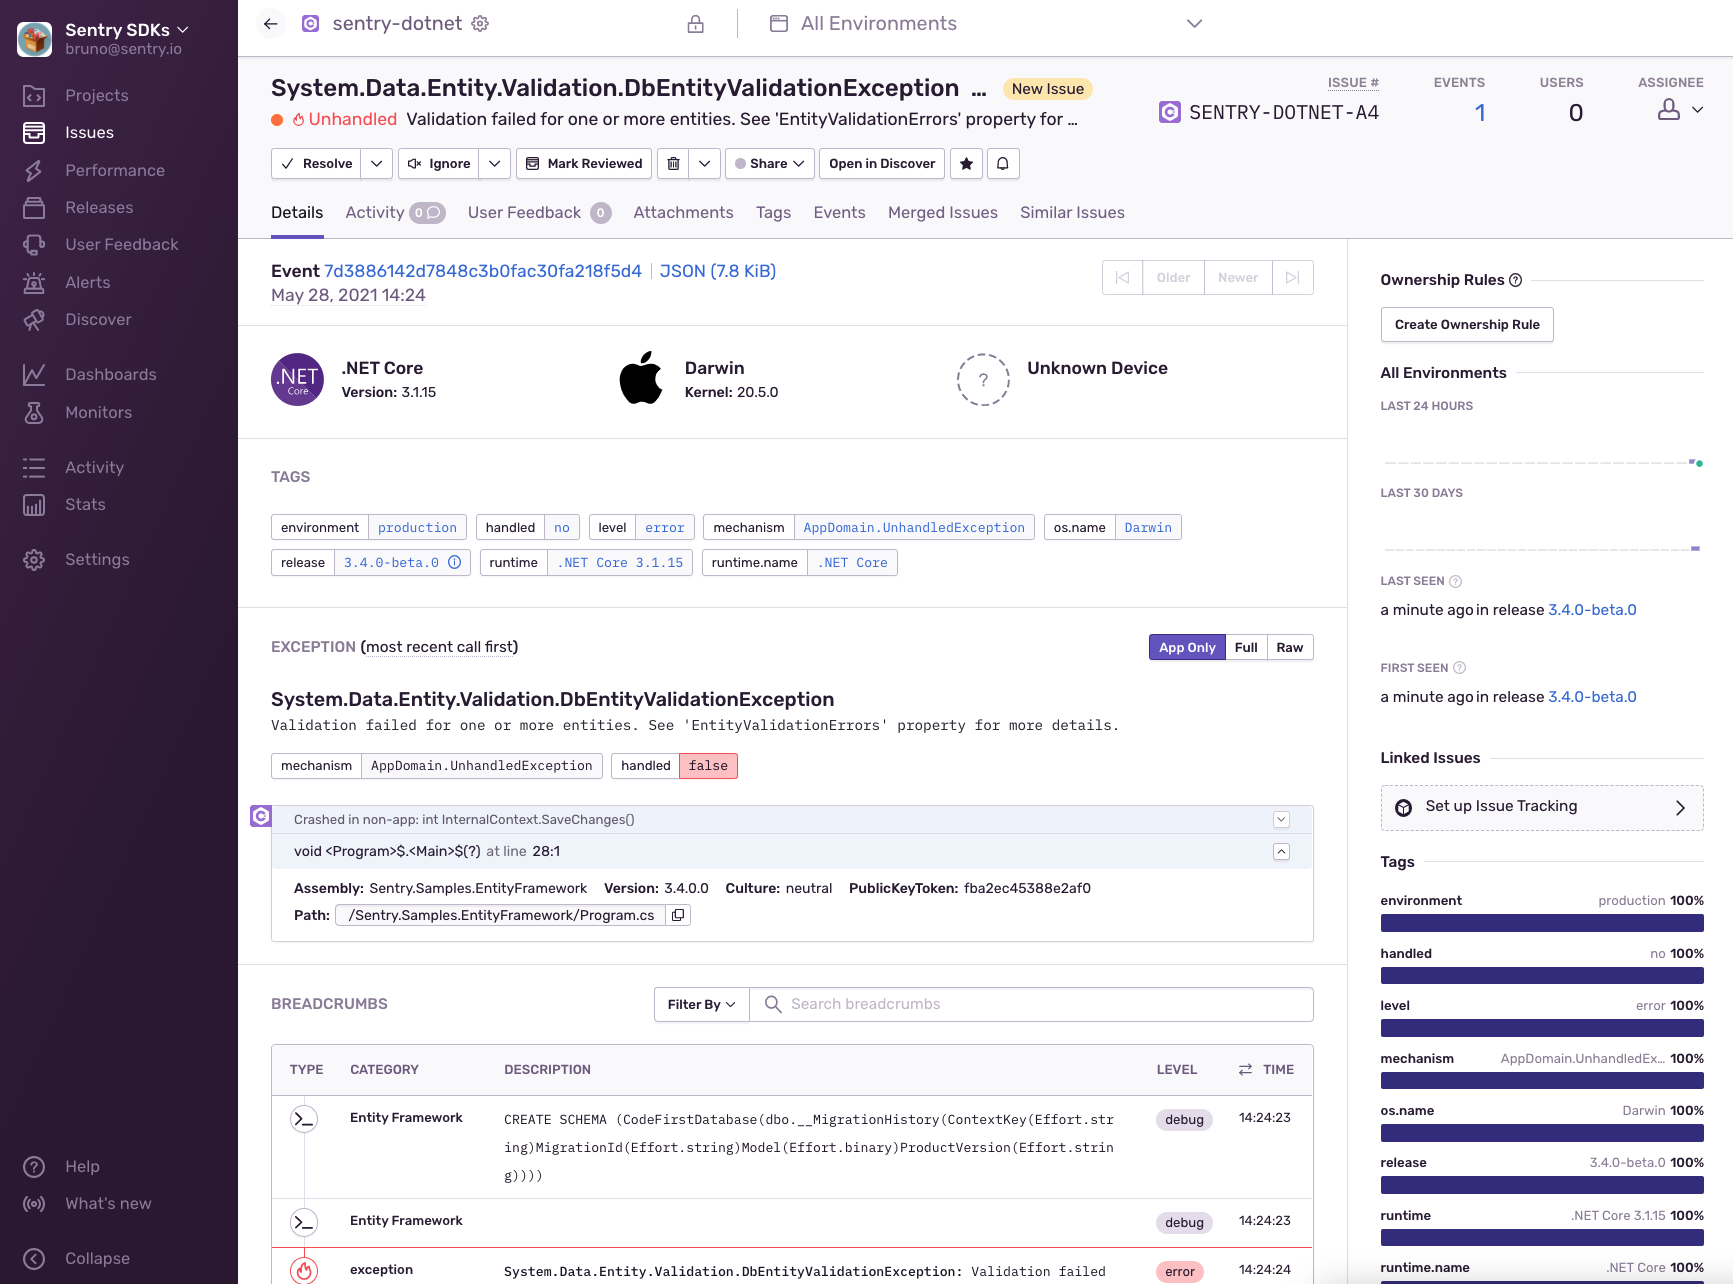 Sentry SDKs
bruno@sentry.io
Projects
Issues
Performance
Releases
User Feedback
Alerts
Discover
Dashboards
Monitors
Activity
Stats
Settings
Help
What's new
Collapse
sentry-dotnet
All Environments
System.Data.Entity.Validation.DbEntityValidationException ... New Issue
Unhandled Validation failed for one or more entities. See 'EntityValidationErrors' property for ...
ISSUE # EVENTS USERS ASSIGNEE
SENTRY-DOTNET-A4 1 0
Resolve Ignore Mark Reviewed Share Open in Discover
Details Activity 0 User Feedback 0 Attachments Tags Events Merged Issues Similar Issues
Event 7d3886142d7848c3b0fac30fa218f5d4 JSON (7.8 KiB)
May 28, 2021 14:24
Older Newer
.NET Core
.NET Core
Version: 3.1.15
Darwin
Kernel: 20.5.0
?
Unknown Device
TAGS
environment production handled no level error mechanism AppDomain.UnhandledException os.name Darwin
release 3.4.0-beta.0 runtime .NET Core 3.1.15 runtime.name .NET Core
EXCEPTION (most recent call first)
App Only Full Raw
System.Data.Entity.Validation.DbEntityValidationException
Validation failed for one or more entities. See 'EntityValidationErrors' property for more details.
mechanism AppDomain.UnhandledException handled false
Crashed in non-app: int InternalContext.SaveChanges()
void <Program>$.<Main>$(?) at line 28:1
Assembly: Sentry.Samples.EntityFramework Version: 3.4.0.0 Culture: neutral PublicKeyToken: fba2ec45388e2af0
Path: /Sentry.Samples.EntityFramework/Program.cs
BREADCRUMBS
Filter By Search breadcrumbs
TYPE CATEGORY DESCRIPTION LEVEL TIME
Entity Framework CREATE SCHEMA (CodeFirstDatabase(dbo.__MigrationHistory(ContextKey(Effort.str debug 14:24:23
ing)MigrationId(Effort.string)Model(Effort.binary)ProductVersion(Effort.strin
g))))
Entity Framework debug 14:24:23
exception System.Data.Entity.Validation.DbEntityValidationException: Validation failed error 14:24:24
Ownership Rules ?
Create Ownership Rule
All Environments
LAST 24 HOURS
LAST 30 DAYS
LAST SEEN ?
a minute ago in release 3.4.0-beta.0
FIRST SEEN ?
a minute ago in release 3.4.0-beta.0
Linked Issues
Set up Issue Tracking
Tags
environment production 100%
handled no 100%
level error 100%
mechanism AppDomain.UnhandledEx... 100%
os.name Darwin 100%
release 3.4.0-beta.0 100%
runtime .NET Core 3.1.15 100%
runtime.name .NET Core 100%